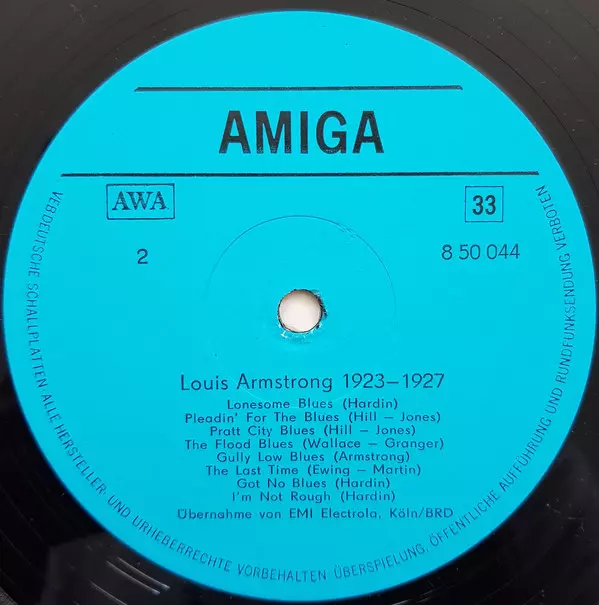 AMIGA
AWA
33
2
8 50 044
Louis Armstrong 1923–1927
Lonesome Blues (Hardin)
Pleadin' For The Blues (Hill – Jones)
Pratt City Blues (Hill – Jones)
The Flood Blues (Wallace – Granger)
Gully Low Blues (Armstrong)
The Last Time (Ewing – Martin)
Got No Blues (Hardin)
I'm Not Rough (Hardin)
Übernahme von EMI Electrola, Köln/BRD
VEB DEUTSCHE SCHALLPLATTEN ALLE HERSTELLER- UND URHEBERRECHTE VORBEHALTEN ÜBERSPIELUNG, ÖFFENTLICHE AUFFÜHRUNG UND RUNDFUNKSENDUNG VERBOTEN